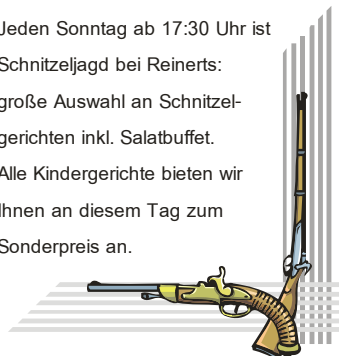 Jeden Sonntag ab 17:30 Uhr ist
Schnitzeljagd bei Reinerts:
große Auswahl an Schnitzel-
gerichten inkl. Salatbuffet.
Alle Kindergerichte bieten wir
Ihnen an diesem Tag zum
Sonderpreis an.